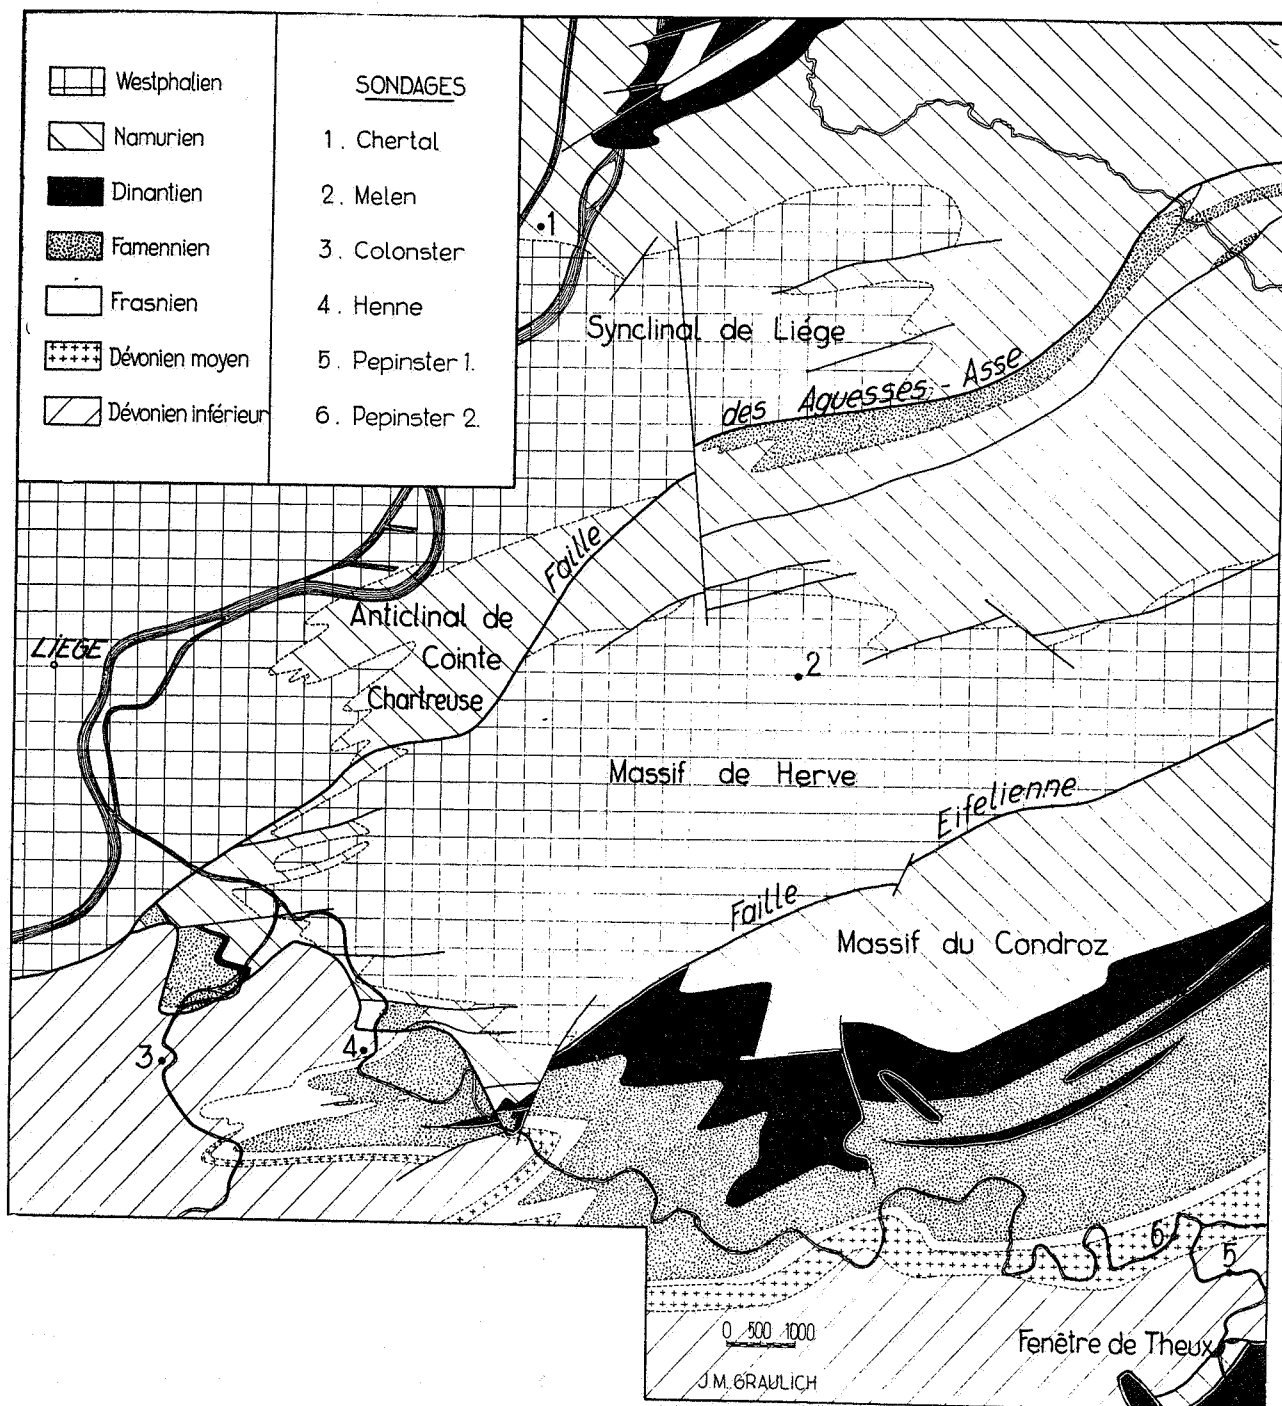 Westphalien
Namurien
Dinantien
Famennien
Frasnien
Dévonien moyen
Dévonien inférieur
SONDAGES
1. Chertal
2. Melen
3. Colonster
4. Henne
5. Pepinster 1.
6. Pepinster 2.
1
Synclinal de Liége
des Aguesses-Asse
Faille
Anticlinal de
Cointe
Chartreuse
LIEGE
2
Massif de Herve
Eifelienne
Faille
Massif du Condroz
3
4
6
5
0 500 1000
Fenêtre de Theux
J.M. GRAULICH